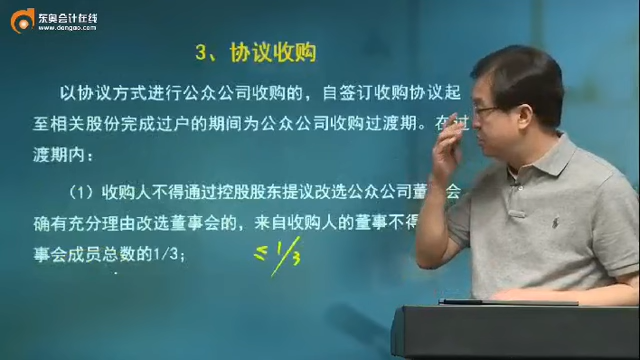 东奥会计在线
www.dongao.com
3、协议收购
以协议方式进行公众公司收购的，自签订收购协议起
至相关股份完成过户的期间为公众公司收购过渡期。在过
渡期内：
（1）收购人不得通过控股股东提议改选公众公司董会
确有充分理由改选董事会的，来自收购人的董事不得
事会成员总数的1/3；
≤1/3